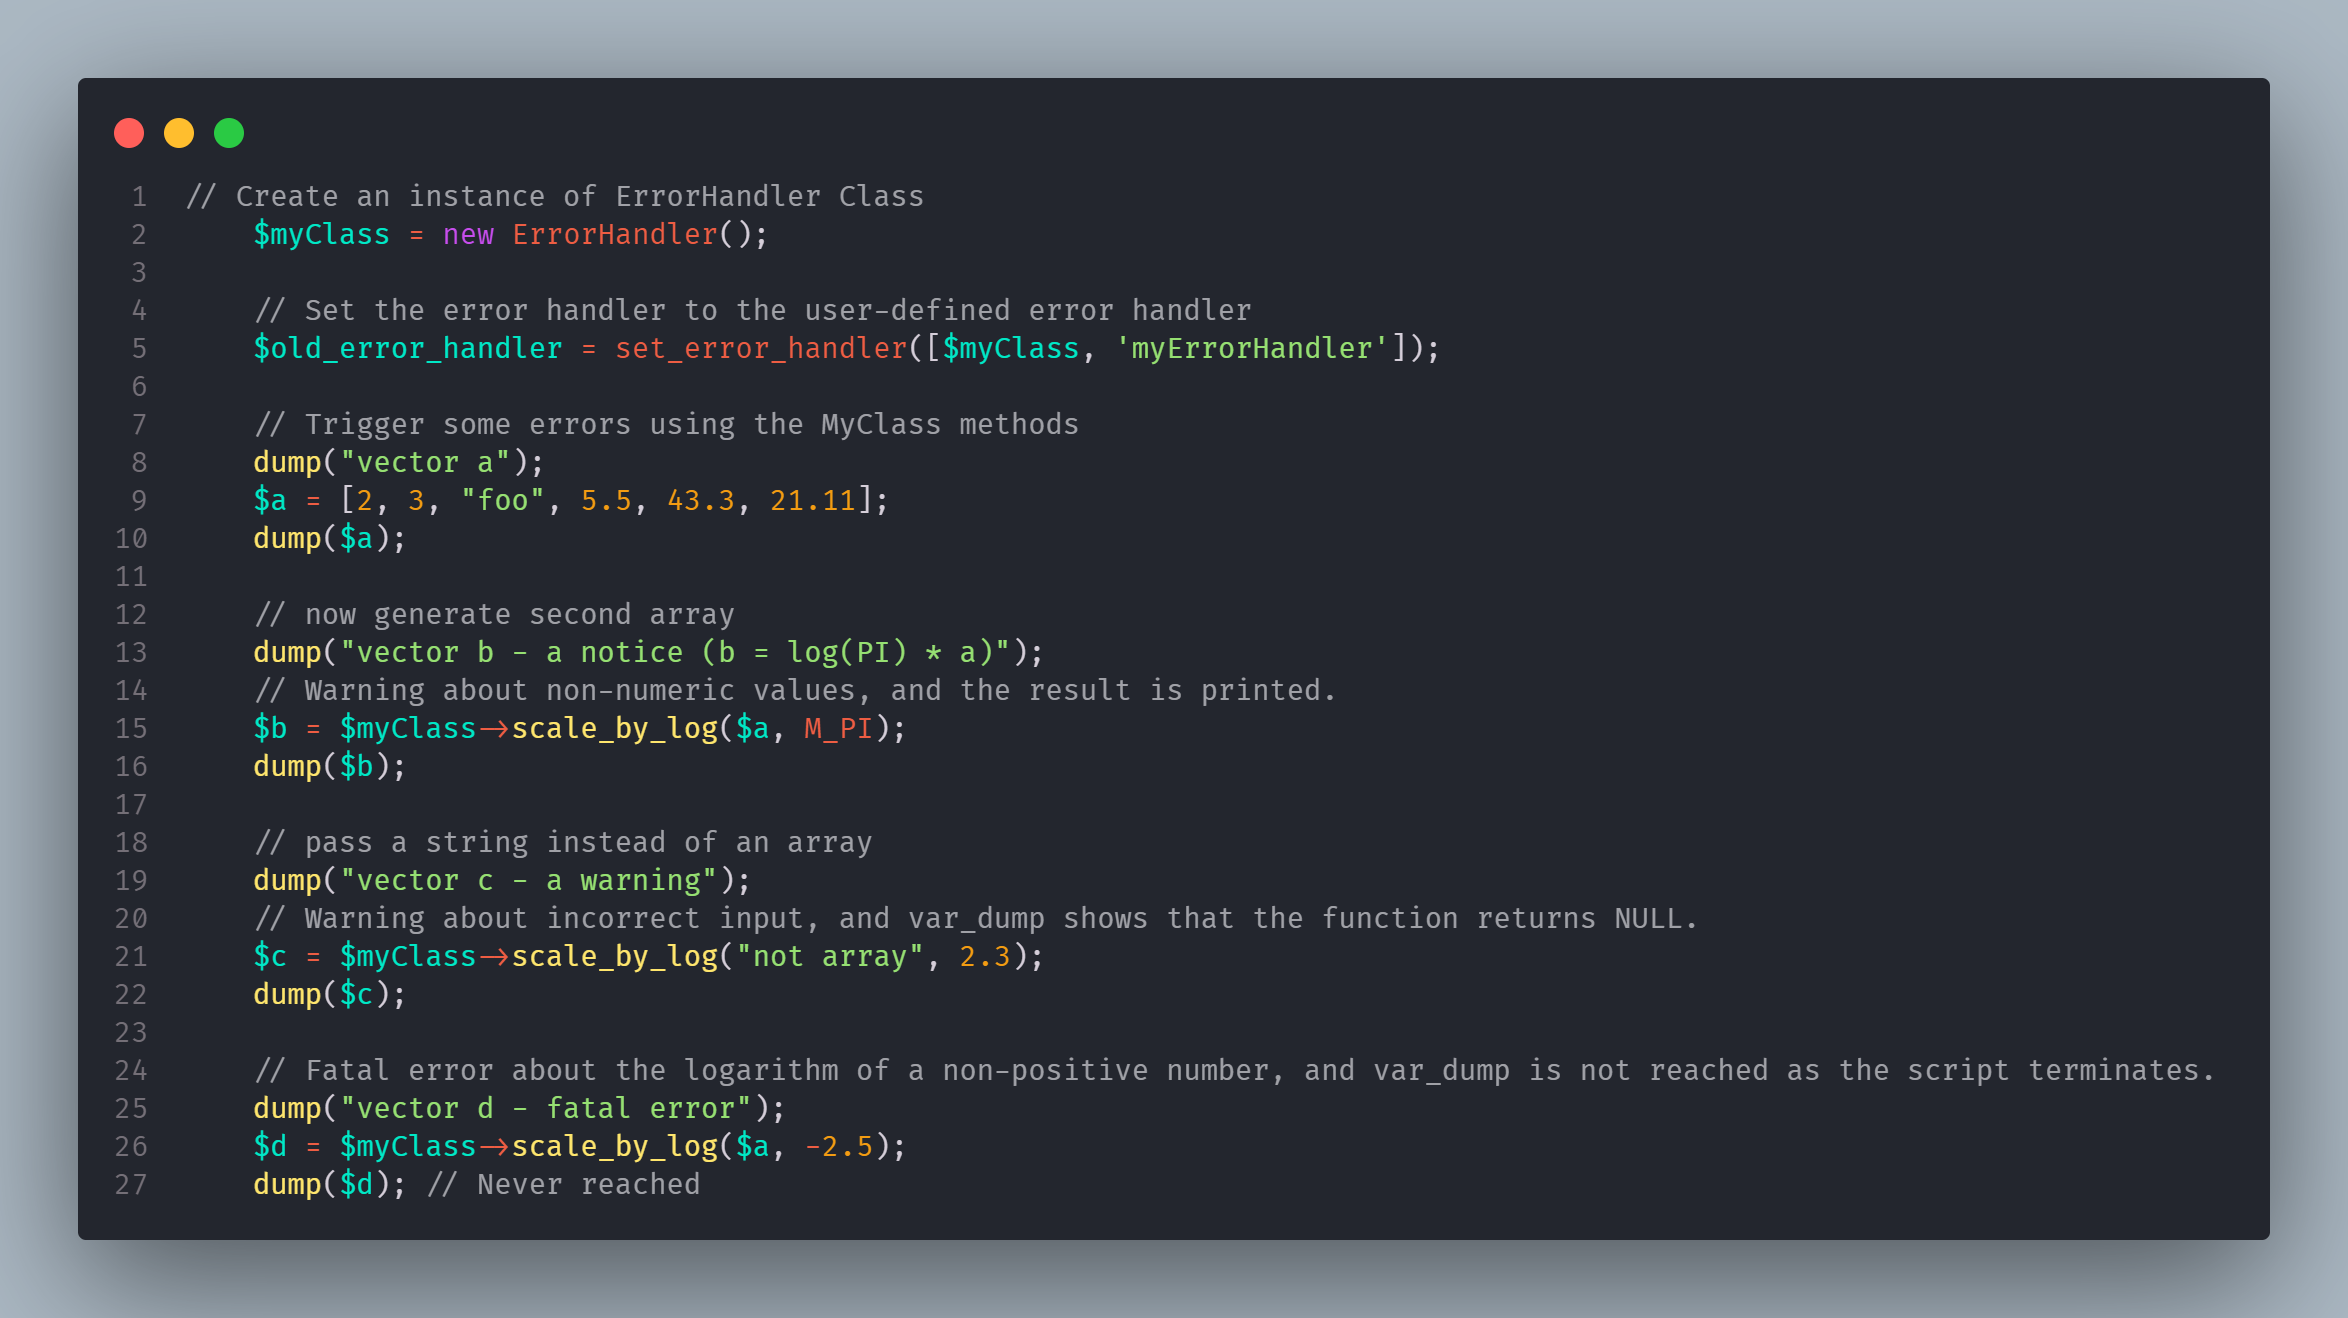 1 // Create an instance of ErrorHandler Class
2     $myClass = new ErrorHandler();
3
4     // Set the error handler to the user-defined error handler
5     $old_error_handler = set_error_handler([$myClass, 'myErrorHandler']);
6
7     // Trigger some errors using the MyClass methods
8     dump("vector a");
9     $a = [2, 3, "foo", 5.5, 43.3, 21.11];
10     dump($a);
11
12     // now generate second array
13     dump("vector b - a notice (b = log(PI) * a)");
14     // Warning about non-numeric values, and the result is printed.
15     $b = $myClass->scale_by_log($a, M_PI);
16     dump($b);
17
18     // pass a string instead of an array
19     dump("vector c - a warning");
20     // Warning about incorrect input, and var_dump shows that the function returns NULL.
21     $c = $myClass->scale_by_log("not array", 2.3);
22     dump($c);
23
24     // Fatal error about the logarithm of a non-positive number, and var_dump is not reached as the script terminates.
25     dump("vector d - fatal error");
26     $d = $myClass->scale_by_log($a, -2.5);
27     dump($d); // Never reached